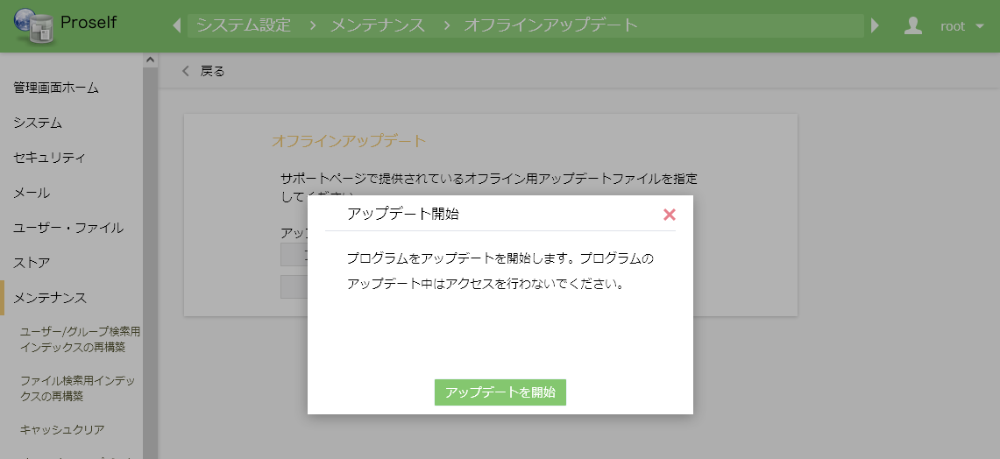 Proself
システム設定 > メンテナンス > オフラインアップデート
root
管理画面ホーム
システム
セキュリティ
メール
ユーザー・ファイル
ストア
メンテナンス
ユーザー/グループ検索用
インデックスの再構築
ファイル検索用インデッ
クスの再構築
キャッシュクリア
戻る
オフラインアップデート
サポートページで提供されているオフライン用アップデートファイルを指定
してください
アップ
アップデート開始
プログラムをアップデートを開始します。プログラムの
アップデート中はアクセスを行わないでください。
アップデートを開始